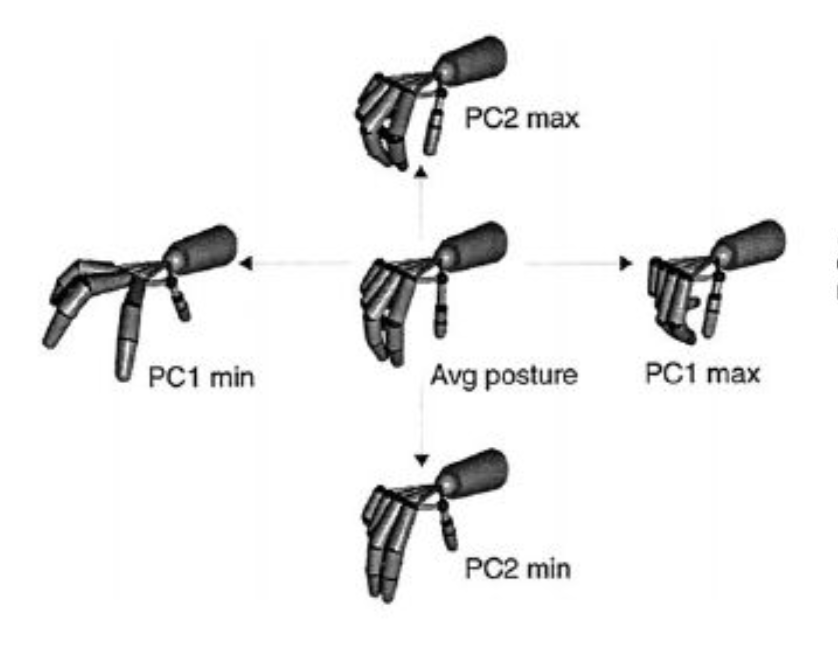 PC2 max
PC1 min
Avg posture
PC1 max
PC2 min